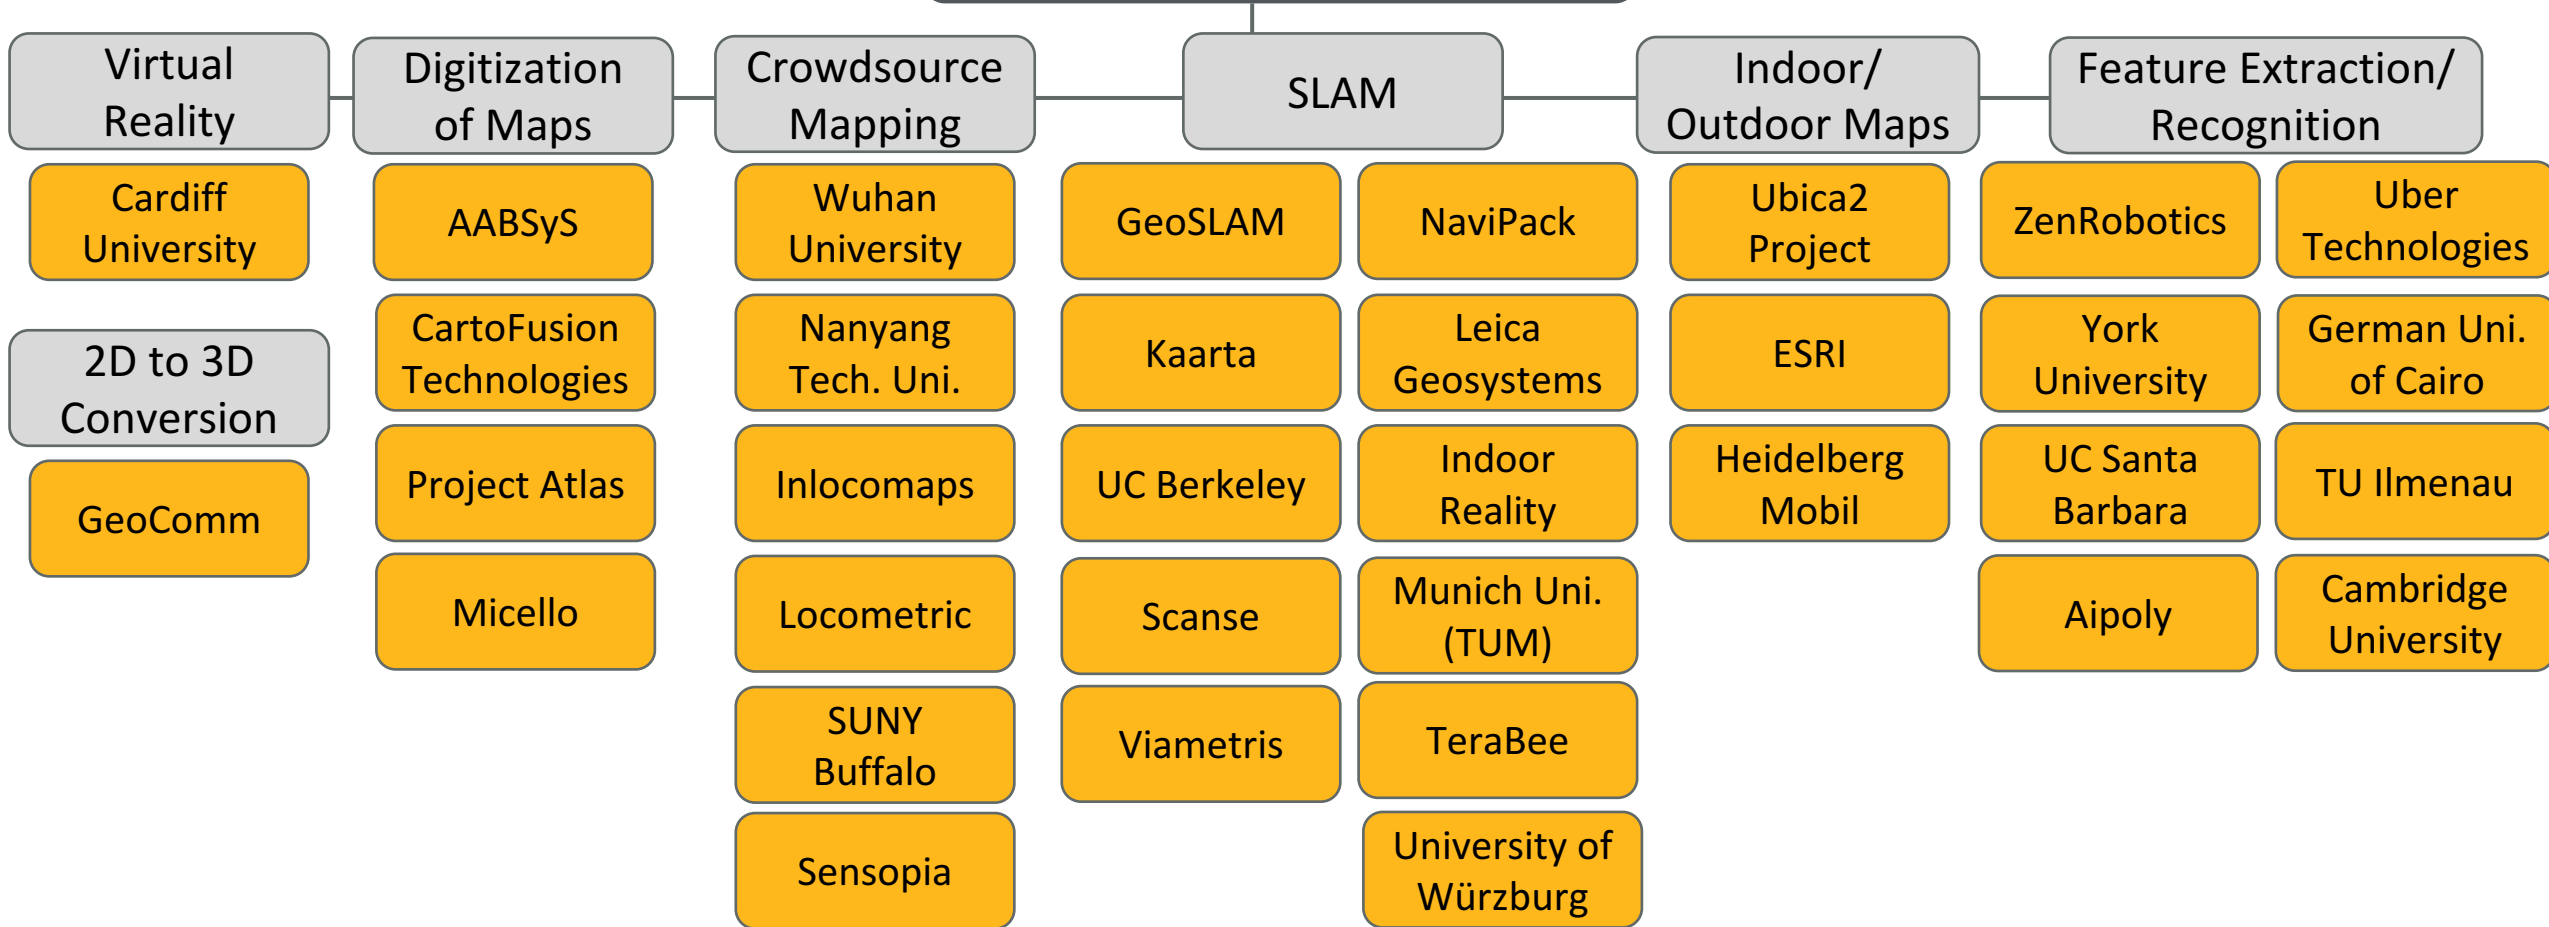 Virtual
Reality
Digitization
of Maps
Crowdsource
Mapping
SLAM
Indoor/
Outdoor Maps
Feature Extraction/
Recognition
Cardiff
University
2D to 3D
Conversion
GeoComm
AABSyS
CartoFusion
Technologies
Project Atlas
Micello
Wuhan
University
Nanyang
Tech. Uni.
Inlocomaps
Locometric
SUNY
Buffalo
Sensopia
GeoSLAM
Kaarta
UC Berkeley
Scanse
Viametris
NaviPack
Leica
Geosystems
Indoor
Reality
Munich Uni.
(TUM)
TeraBee
University of
Würzburg
Ubica2
Project
ESRI
Heidelberg
Mobil
ZenRobotics
York
University
UC Santa
Barbara
Aipoly
Uber
Technologies
German Uni.
of Cairo
TU Ilmenau
Cambridge
University